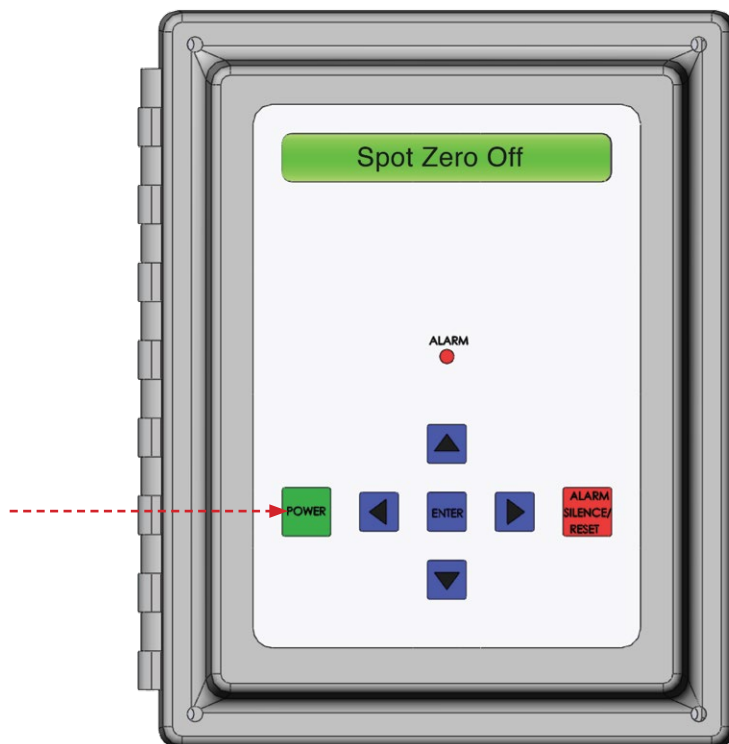 Spot Zero Off
ALARM
POWER
ENTER
ALARM
SILENCE/
RESET